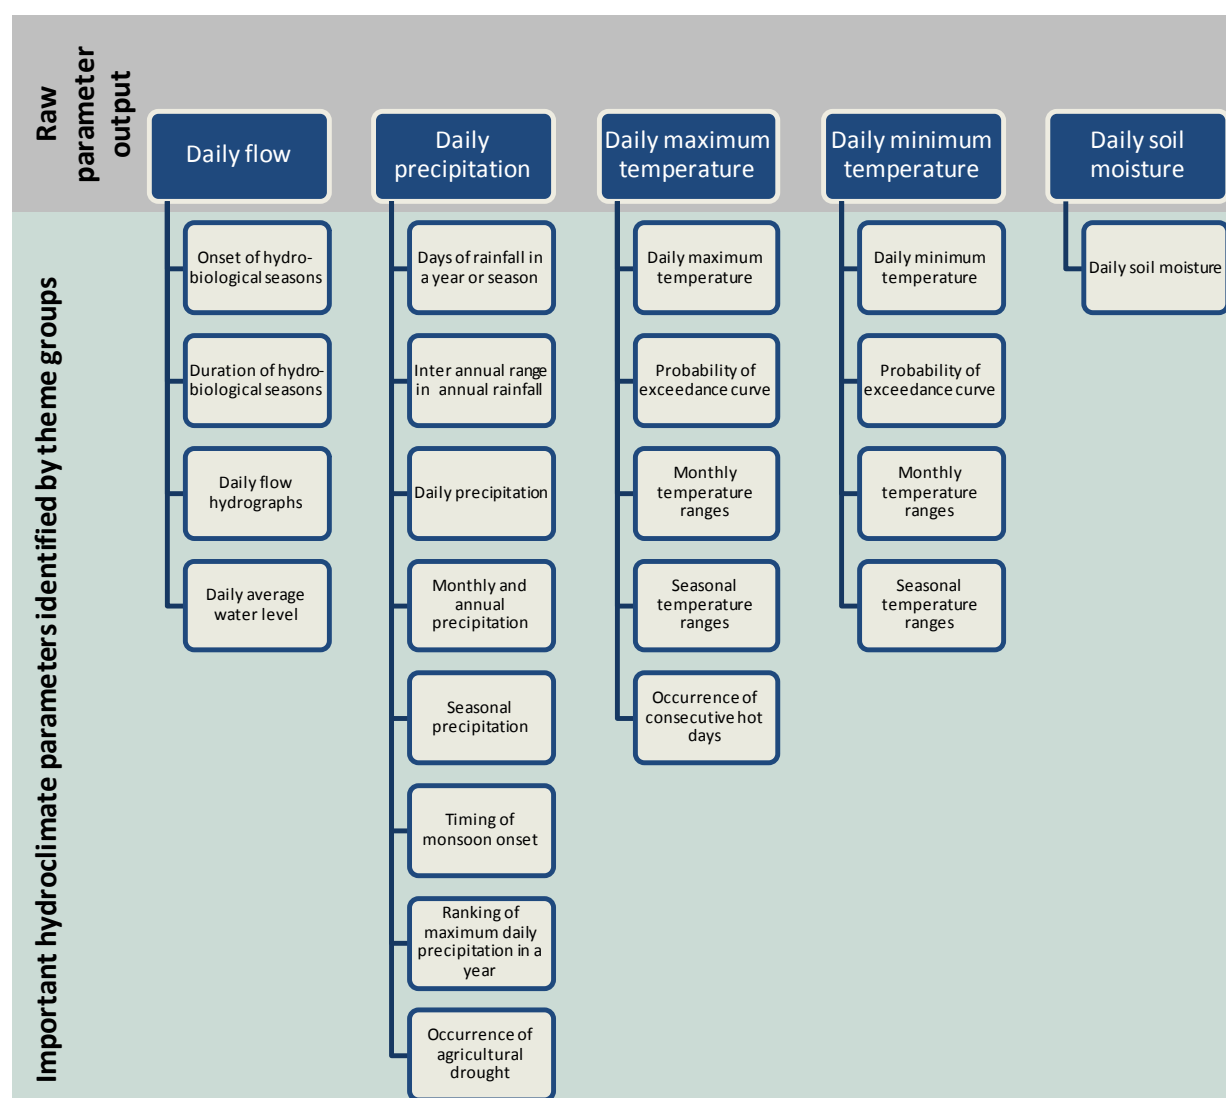 Raw
parameter
output
Daily flow
Daily
precipitation
Daily maximum
temperature
Daily minimum
temperature
Daily soil
moisture
Important hydroclimate parameters identified by theme groups
Onset of hydro-
biological seasons
Duration of hydro-
biological seasons
Daily flow
hydrographs
Daily average
water level
Days of rainfall in
a year or season
Inter annual range
in annual rainfall
Daily precipitation
Monthly and
annual
precipitation
Seasonal
precipitation
Timing of
monsoon onset
Ranking of
maximum daily
precipitation in a
year
Occurrence of
agricultural
drought
Daily maximum
temperature
Probability of
exceedance curve
Monthly
temperature
ranges
Seasonal
temperature
ranges
Occurrence of
consecutive hot
days
Daily minimum
temperature
Probability of
exceedance curve
Monthly
temperature
ranges
Seasonal
temperature
ranges
Daily soil moisture